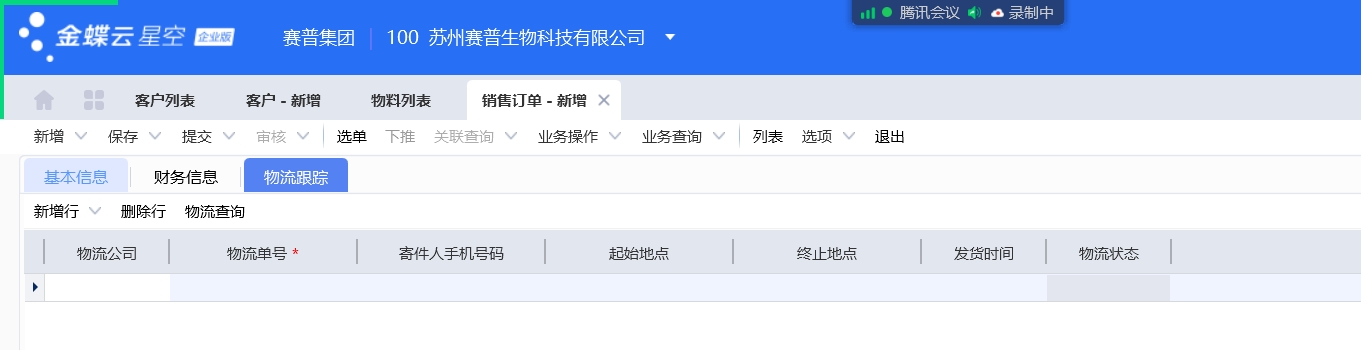 腾讯会议 录制中
金蝶云 星空 企业版 赛普集团 100 苏州赛普生物科技有限公司
客户列表 客户 - 新增 物料列表 销售订单 - 新增
新增 保存 提交 审核 选单 下推 关联查询 业务操作 业务查询 列表 选项 退出
基本信息 财务信息 物流跟踪
新增行 删除行 物流查询
物流公司 物流单号 * 寄件人手机号码 起始地点 终止地点 发货时间 物流状态